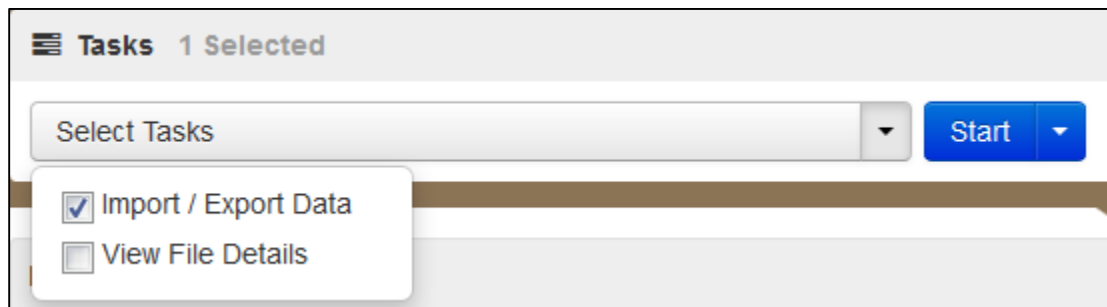 Tasks 1 Selected
Select Tasks Start
Import / Export Data
View File Details